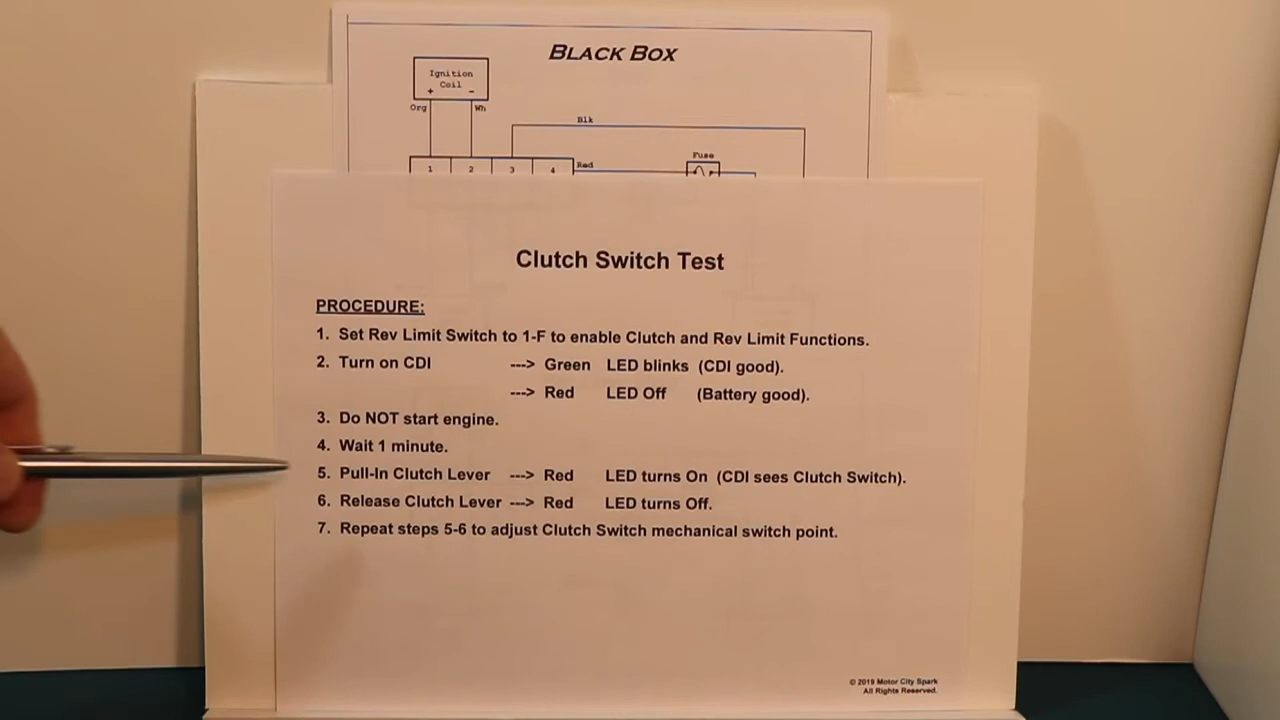 BLACK BOX
Ignition
Coil
+ -
Org Wh
Blk
Fuse
1 2 3 4 Red
Clutch Switch Test
PROCEDURE:
1. Set Rev Limit Switch to 1-F to enable Clutch and Rev Limit Functions.
2. Turn on CDI ---> Green LED blinks (CDI good).
---> Red LED Off (Battery good).
3. Do NOT start engine.
4. Wait 1 minute.
5. Pull-In Clutch Lever ---> Red LED turns On (CDI sees Clutch Switch).
6. Release Clutch Lever ---> Red LED turns Off.
7. Repeat steps 5-6 to adjust Clutch Switch mechanical switch point.
© 2019 Motor City Spark
All Rights Reserved.